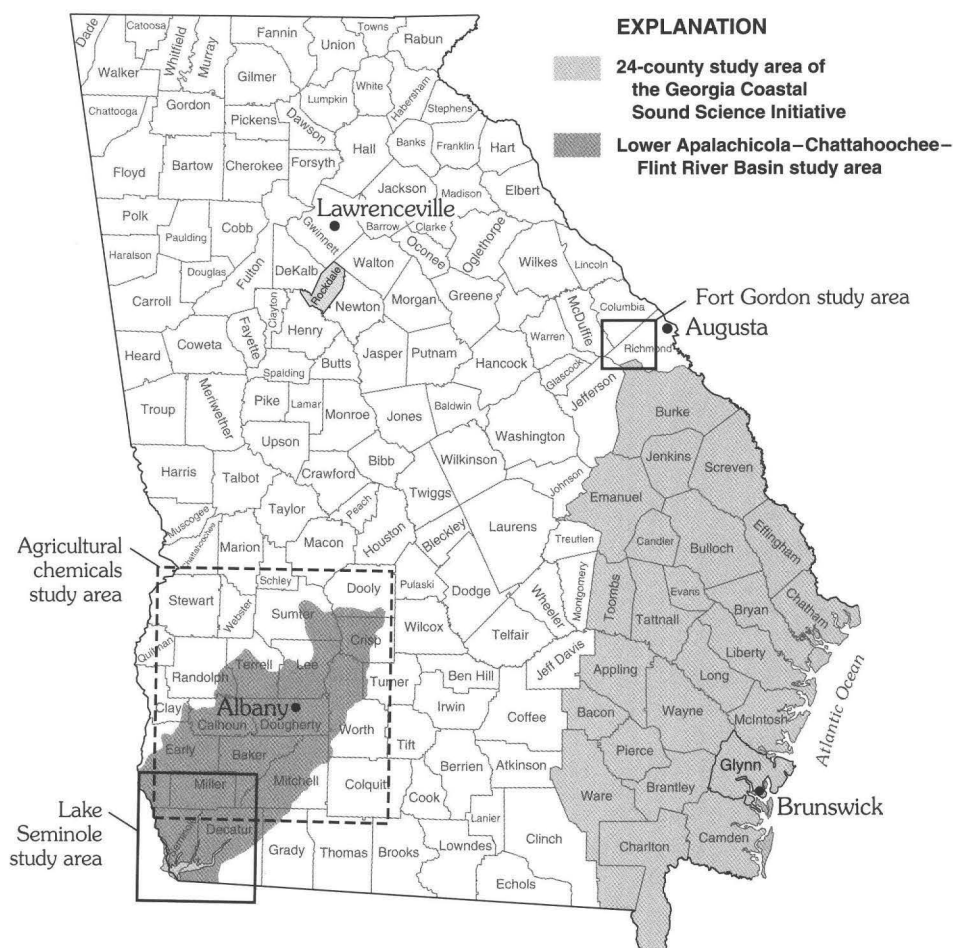 EXPLANATION
24-county study area of
the Georgia Coastal
Sound Science Initiative
Lower Apalachicola–Chattahoochee–
Flint River Basin study area
Dade
Catoosa
Whitfield
Murray
Fannin
Towns
Union
Rabun
Walker
Gilmer
White
Habersham
Lumpkin
Stephens
Chattooga
Gordon
Pickens
Dawson
Banks
Franklin
Hart
Hall
Floyd
Bartow
Cherokee
Forsyth
Jackson
Madison
Elbert
Lawrenceville
Polk
Cobb
Gwinnett
Barrow
Clarke
Oconee
Oglethorpe
Paulding
Haralson
Douglas
Fulton
DeKalb
Walton
Wilkes
Lincoln
Rockdale
Carroll
Clayton
Newton
Morgan
Greene
McDuffie
Columbia
Fort Gordon study area
Augusta
Henry
Fayette
Coweta
Heard
Butts
Jasper
Putnam
Hancock
Warren
Richmond
Glascock
Jefferson
Spalding
Troup
Meriwether
Pike
Lamar
Monroe
Jones
Baldwin
Burke
Washington
Upson
Jenkins
Screven
Harris
Talbot
Crawford
Bibb
Wilkinson
Johnson
Emanuel
Twiggs
Peach
Taylor
Muscogee
Chattahoochee
Marion
Macon
Houston
Bleckley
Laurens
Treutlen
Candler
Bulloch
Effingham
Agricultural
chemicals
study area
Schley
Dooly
Pulaski
Dodge
Wheeler
Montgomery
Toombs
Evans
Bryan
Chatham
Stewart
Webster
Sumter
Wilcox
Telfair
Tattnall
Crisp
Quitman
Liberty
Jeff Davis
Appling
Long
Terrell
Lee
Randolph
Turner
Ben Hill
Clay
Albany
Irwin
Coffee
Bacon
Wayne
McIntosh
Atlantic Ocean
Calhoun
Dougherty
Worth
Tift
Early
Baker
Pierce
Glynn
Mitchell
Berrien
Atkinson
Miller
Colquitt
Ware
Brantley
Brunswick
Cook
Lake
Seminole
study area
Decatur
Seminole
Lanier
Clinch
Camden
Charlton
Grady
Thomas
Brooks
Lowndes
Echols